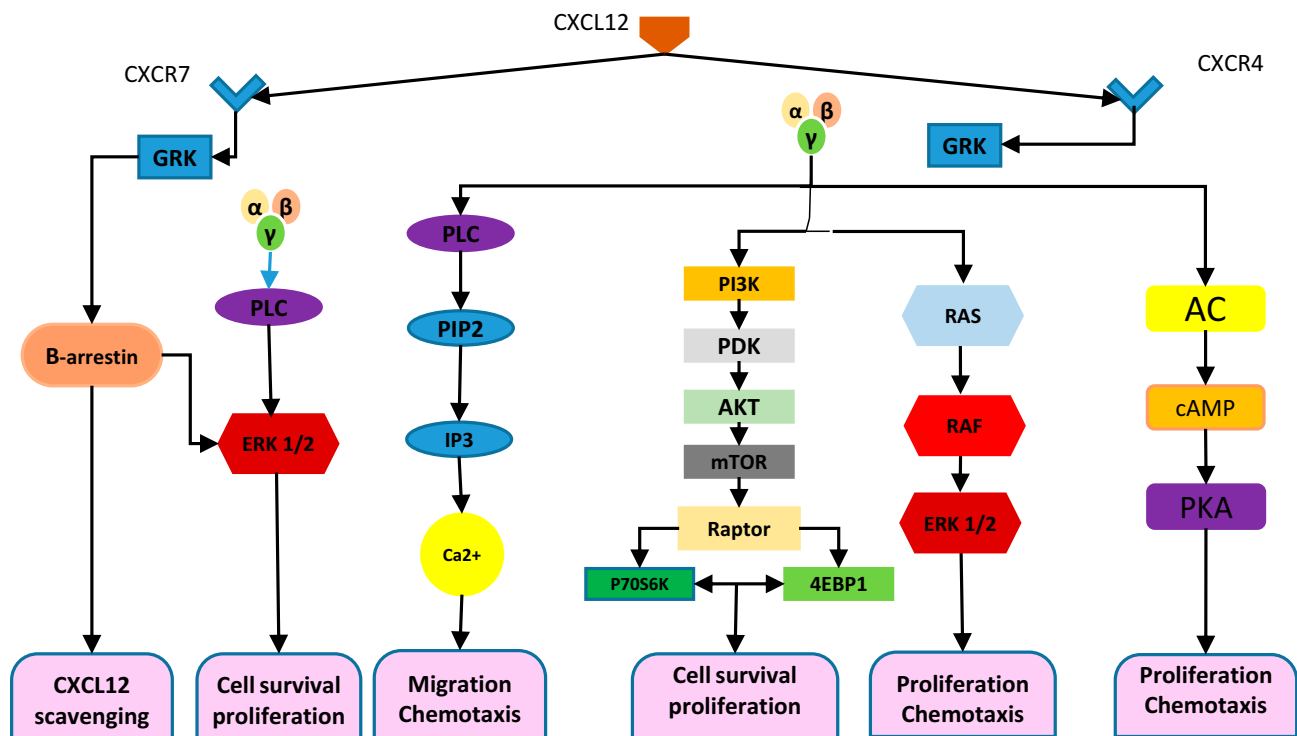 CXCL12
CXCR7
CXCR4
α
β
γ
GRK
GRK
α
β
γ
PLC
PLC
PI3K
RAS
AC
PIP2
B-arrestin
PDK
AKT
cAMP
RAF
ERK 1/2
IP3
mTOR
PKA
Raptor
ERK 1/2
Ca2+
P70S6K
4EBP1
CXCL12
scavenging
Cell survival
proliferation
Migration
Chemotaxis
Cell survival
proliferation
Proliferation
Chemotaxis
Proliferation
Chemotaxis